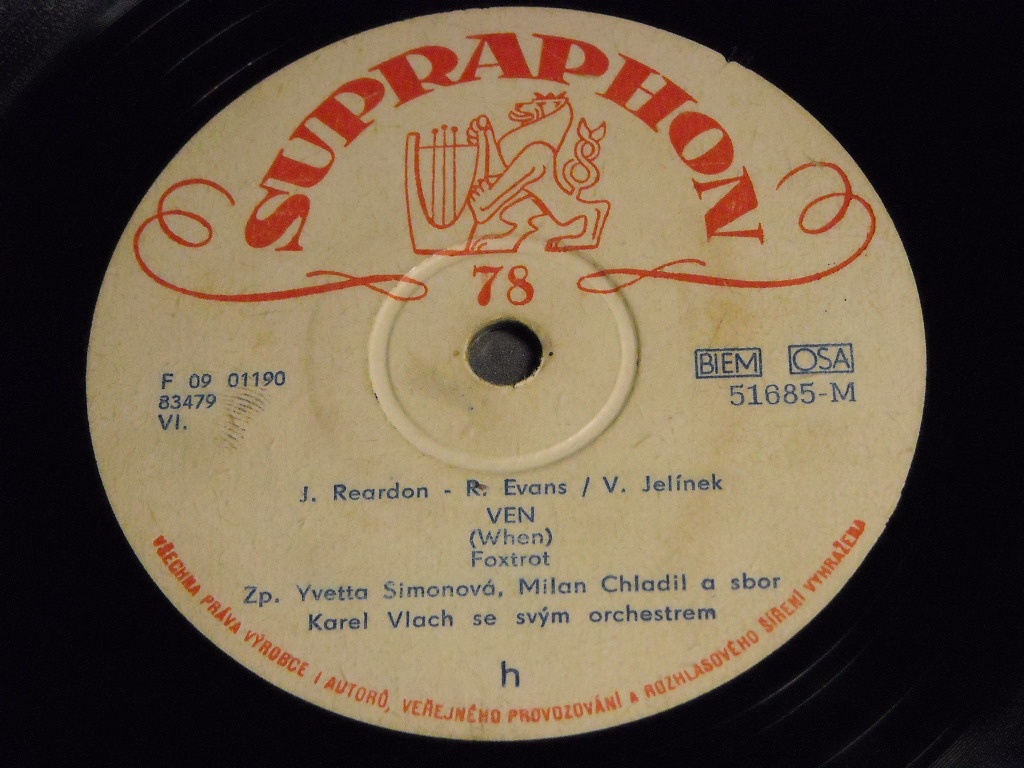 SUPRAPHON
78
F 09 01190
83479
VI.
BIEM OSA
51685-M
J. Reardon - R. Evans / V. Jelínek
VEN
(When)
Foxtrot
Zp. Yvetta Simonová, Milan Chladil a sbor
Karel Vlach se svým orchestrem
h
VŠECHNA PRÁVA VÝROBCE I AUTORŮ, VEŘEJNÉHO PROVOZOVÁNÍ A ROZHLASOVÉHO ŠÍŘENÍ VYHRAŽENA